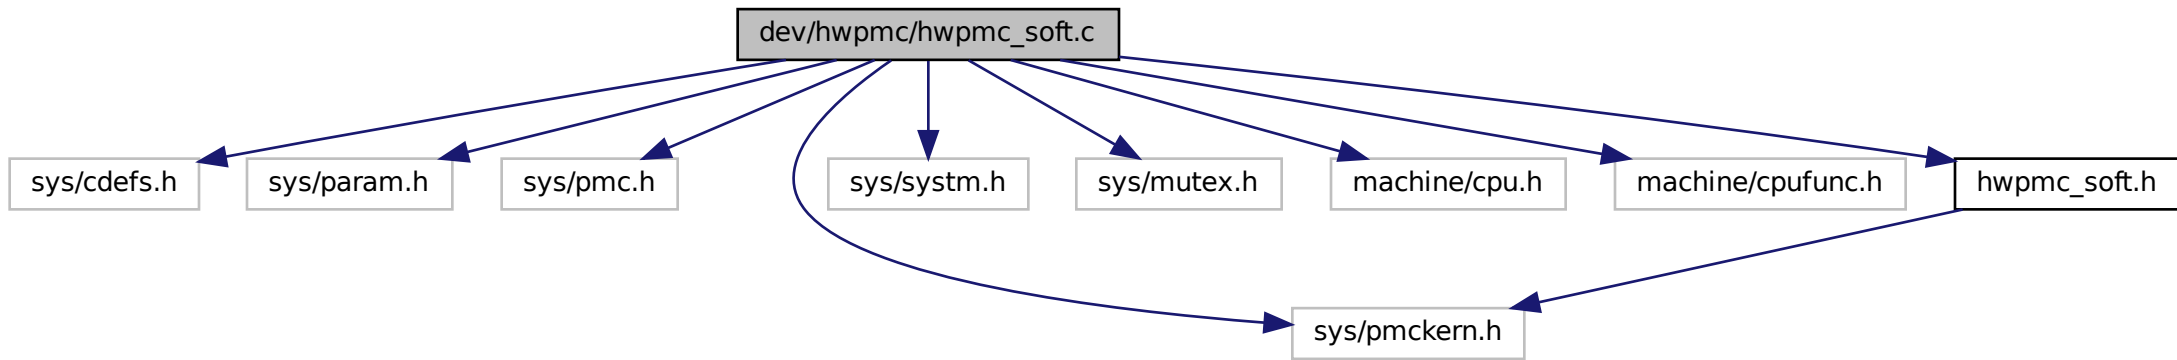 dev/hwpmc/hwpmc_soft.c
sys/cdefs.h
sys/param.h
sys/pmc.h
sys/systm.h
sys/mutex.h
machine/cpu.h
machine/cpufunc.h
hwpmc_soft.h
sys/pmckern.h